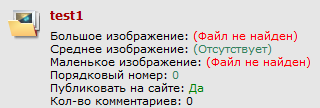 test1
Большое изображение: (Файл не найден)
Среднее изображение: (Отсутствует)
Маленькое изображение: (Файл не найден)
Порядковый номер: 0
Публиковать на сайте: Да
Кол-во комментариев: 0